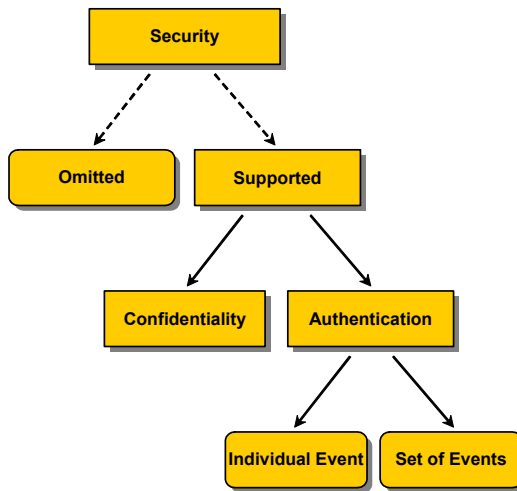 Security
Omitted
Supported
Confidentiality
Authentication
Individual Event
Set of Events